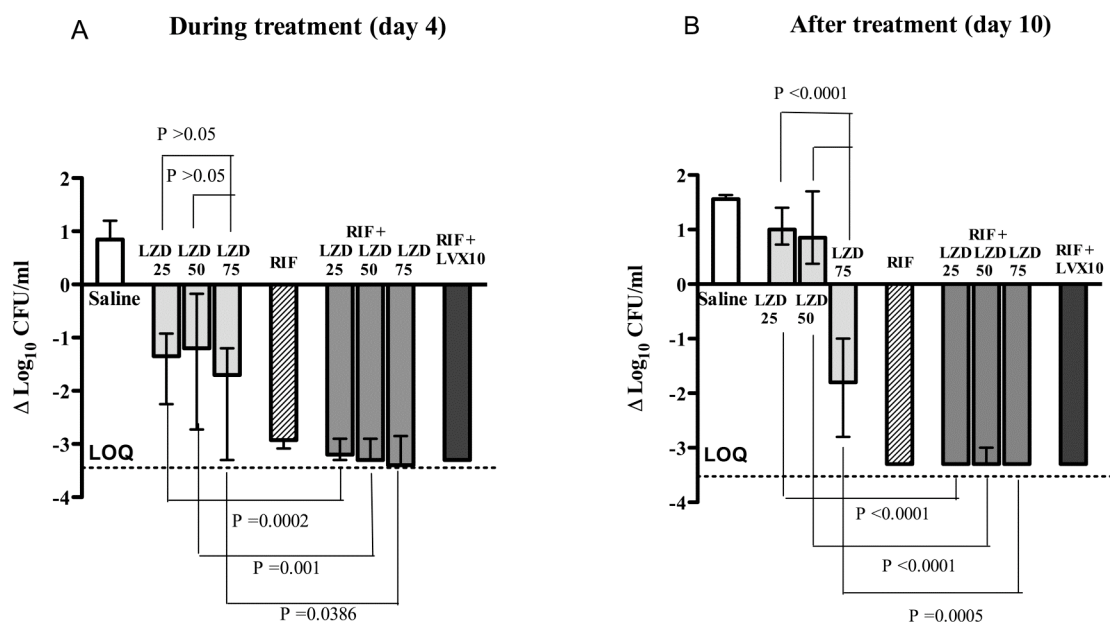 A
During treatment (day 4)
P >0.05
P >0.05
2
1
0
-1
-2
-3
-4
Δ Log10 CFU/ml
Saline
LZD
25
LZD
50
LZD
75
RIF
RIF+
LZD
25
LZD
50
LZD
75
RIF+
LVX10
LOQ
P =0.0002
P =0.001
P =0.0386
B
After treatment (day 10)
P <0.0001
2
1
0
-1
-2
-3
-4
Δ Log10 CFU/ml
Saline
LZD
25
LZD
50
LZD
75
RIF
RIF+
LZD
25
LZD
50
LZD
75
RIF+
LVX10
LOQ
P <0.0001
P <0.0001
P =0.0005